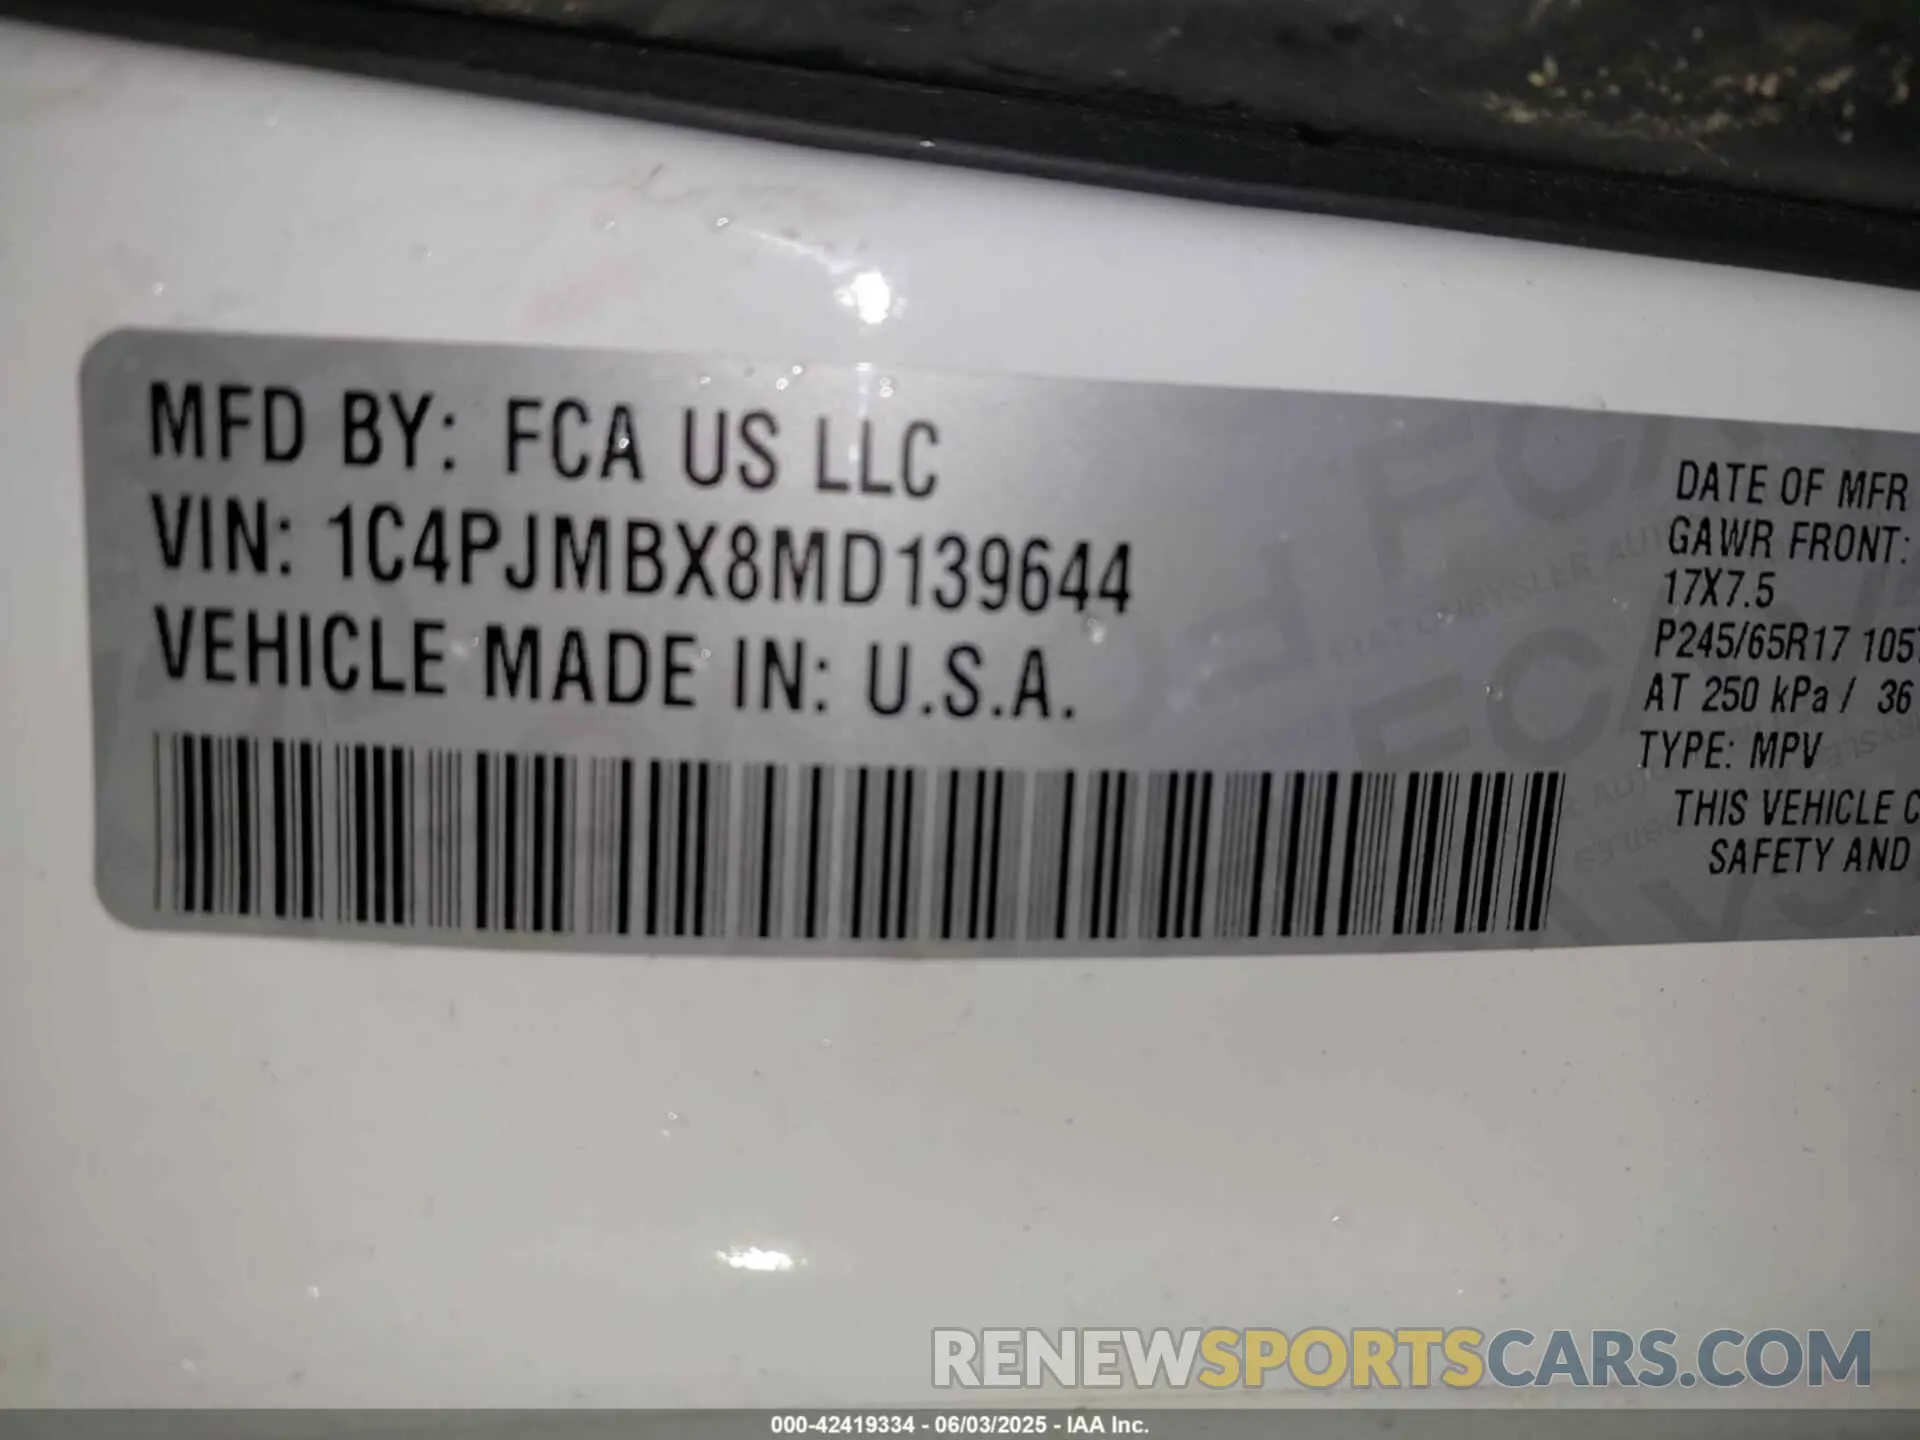 MFD BY: FCA US LLC
VIN: 1C4PJMBX8MD139644
VEHICLE MADE IN: U.S.A.
DATE OF MFR
GAWR FRONT:
17X7.5
P245/65R17 105T
AT 250 kPa / 36
TYPE: MPV
THIS VEHICLE C
SAFETY AND
RENEWSPORTSCARS.COM
000-42419334 - 06/03/2025 - IAA Inc.